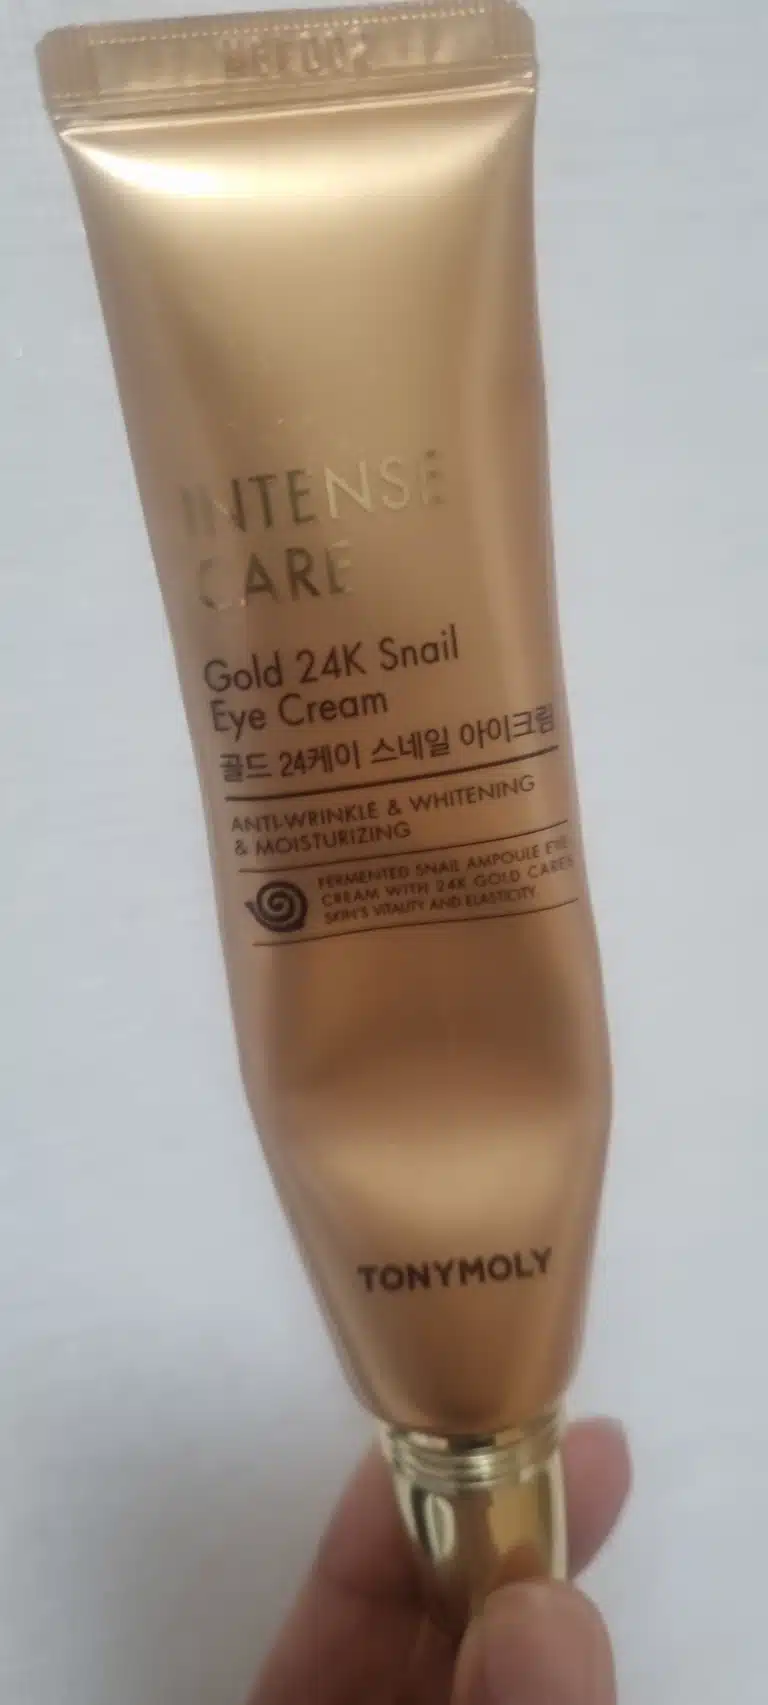 INTENSE
CARE
Gold 24K Snail
Eye Cream
골드 24케이 스네일 아이크림
ANTI-WRINKLE & WHITENING
& MOISTURIZING
FERMENTED SNAIL AMPOULE EYE
CREAM WITH 24K GOLD CARES
SKIN'S VITALITY AND ELASTICITY.
TONYMOLY